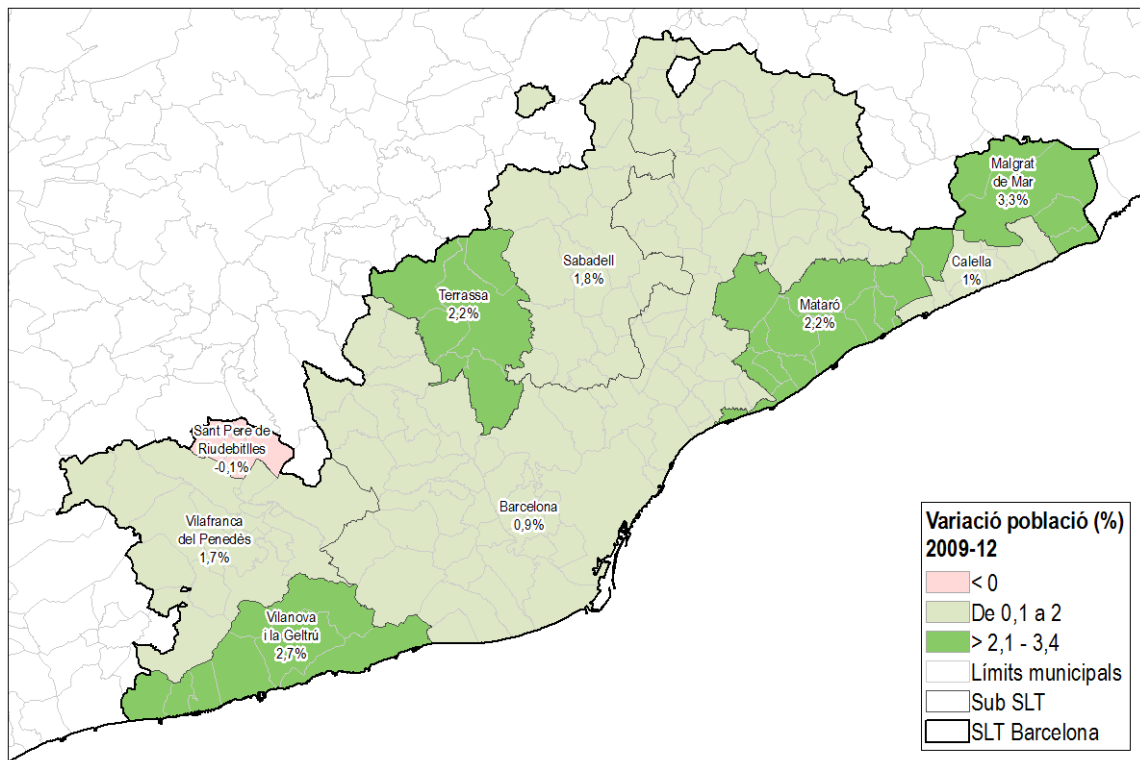 Malgrat
de Mar
3,3%
Calella
1%
Sabadell
1,8%
Terrassa
2,2%
Mataró
2,2%
Sant Pere de
Riudebitlles
-0,1%
Barcelona
0,9%
Vilafranca
del Penedès
1,7%
Vilanova
i la Geltrú
2,7%
Variació població (%)
2009-12
< 0
De 0,1 a 2
> 2,1 - 3,4
Límits municipals
Sub SLT
SLT Barcelona